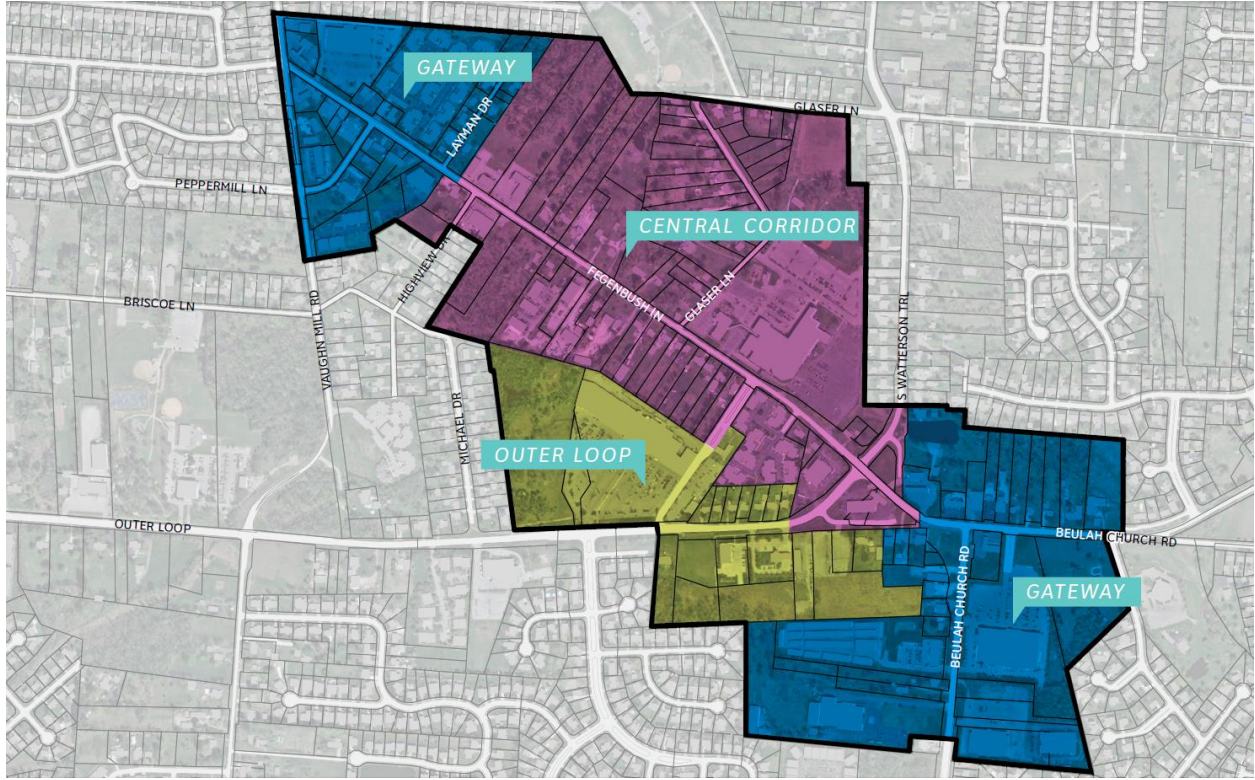 GATEWAY
LAYMAN DR
GLASER LN
PEPPERMILL LN
CENTRAL CORRIDOR
HIGHVIEW DR
FEGENBUSH LN
GLASER LN
BRISCOE LN
VAUGHN MILL RD
S WATTERSON TRL
MICHAEL DR
OUTER LOOP
OUTER LOOP
BEULAH CHURCH RD
BEULAH CHURCH RD
GATEWAY